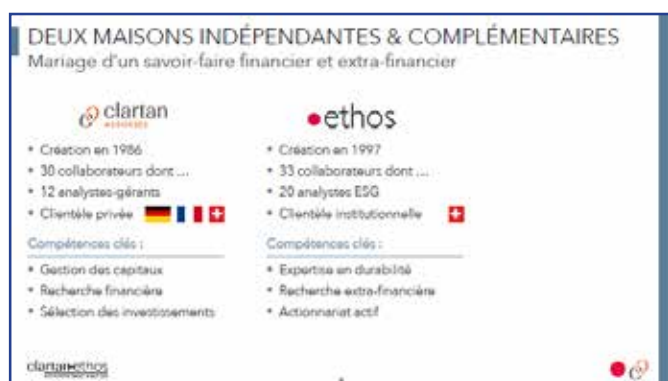 DEUX MAISONS INDÉPENDANTES & COMPLÉMENTAIRES
Mariage d'un savoir-faire financier et extra-financier
clartan
ethos
• Création en 1986
• 30 collaborateurs dont ...
• 12 analystes-gérants
• Clientèle privée
Compétences clés :
• Gestion des capitaux
• Recherche financière
• Sélection des investissements
• Création en 1997
• 33 collaborateurs dont ...
• 20 analystes ESG
• Clientèle institutionnelle
Compétences clés :
• Expertise en durabilité
• Recherche extra-financière
• Actionnariat actif
clartan ethos